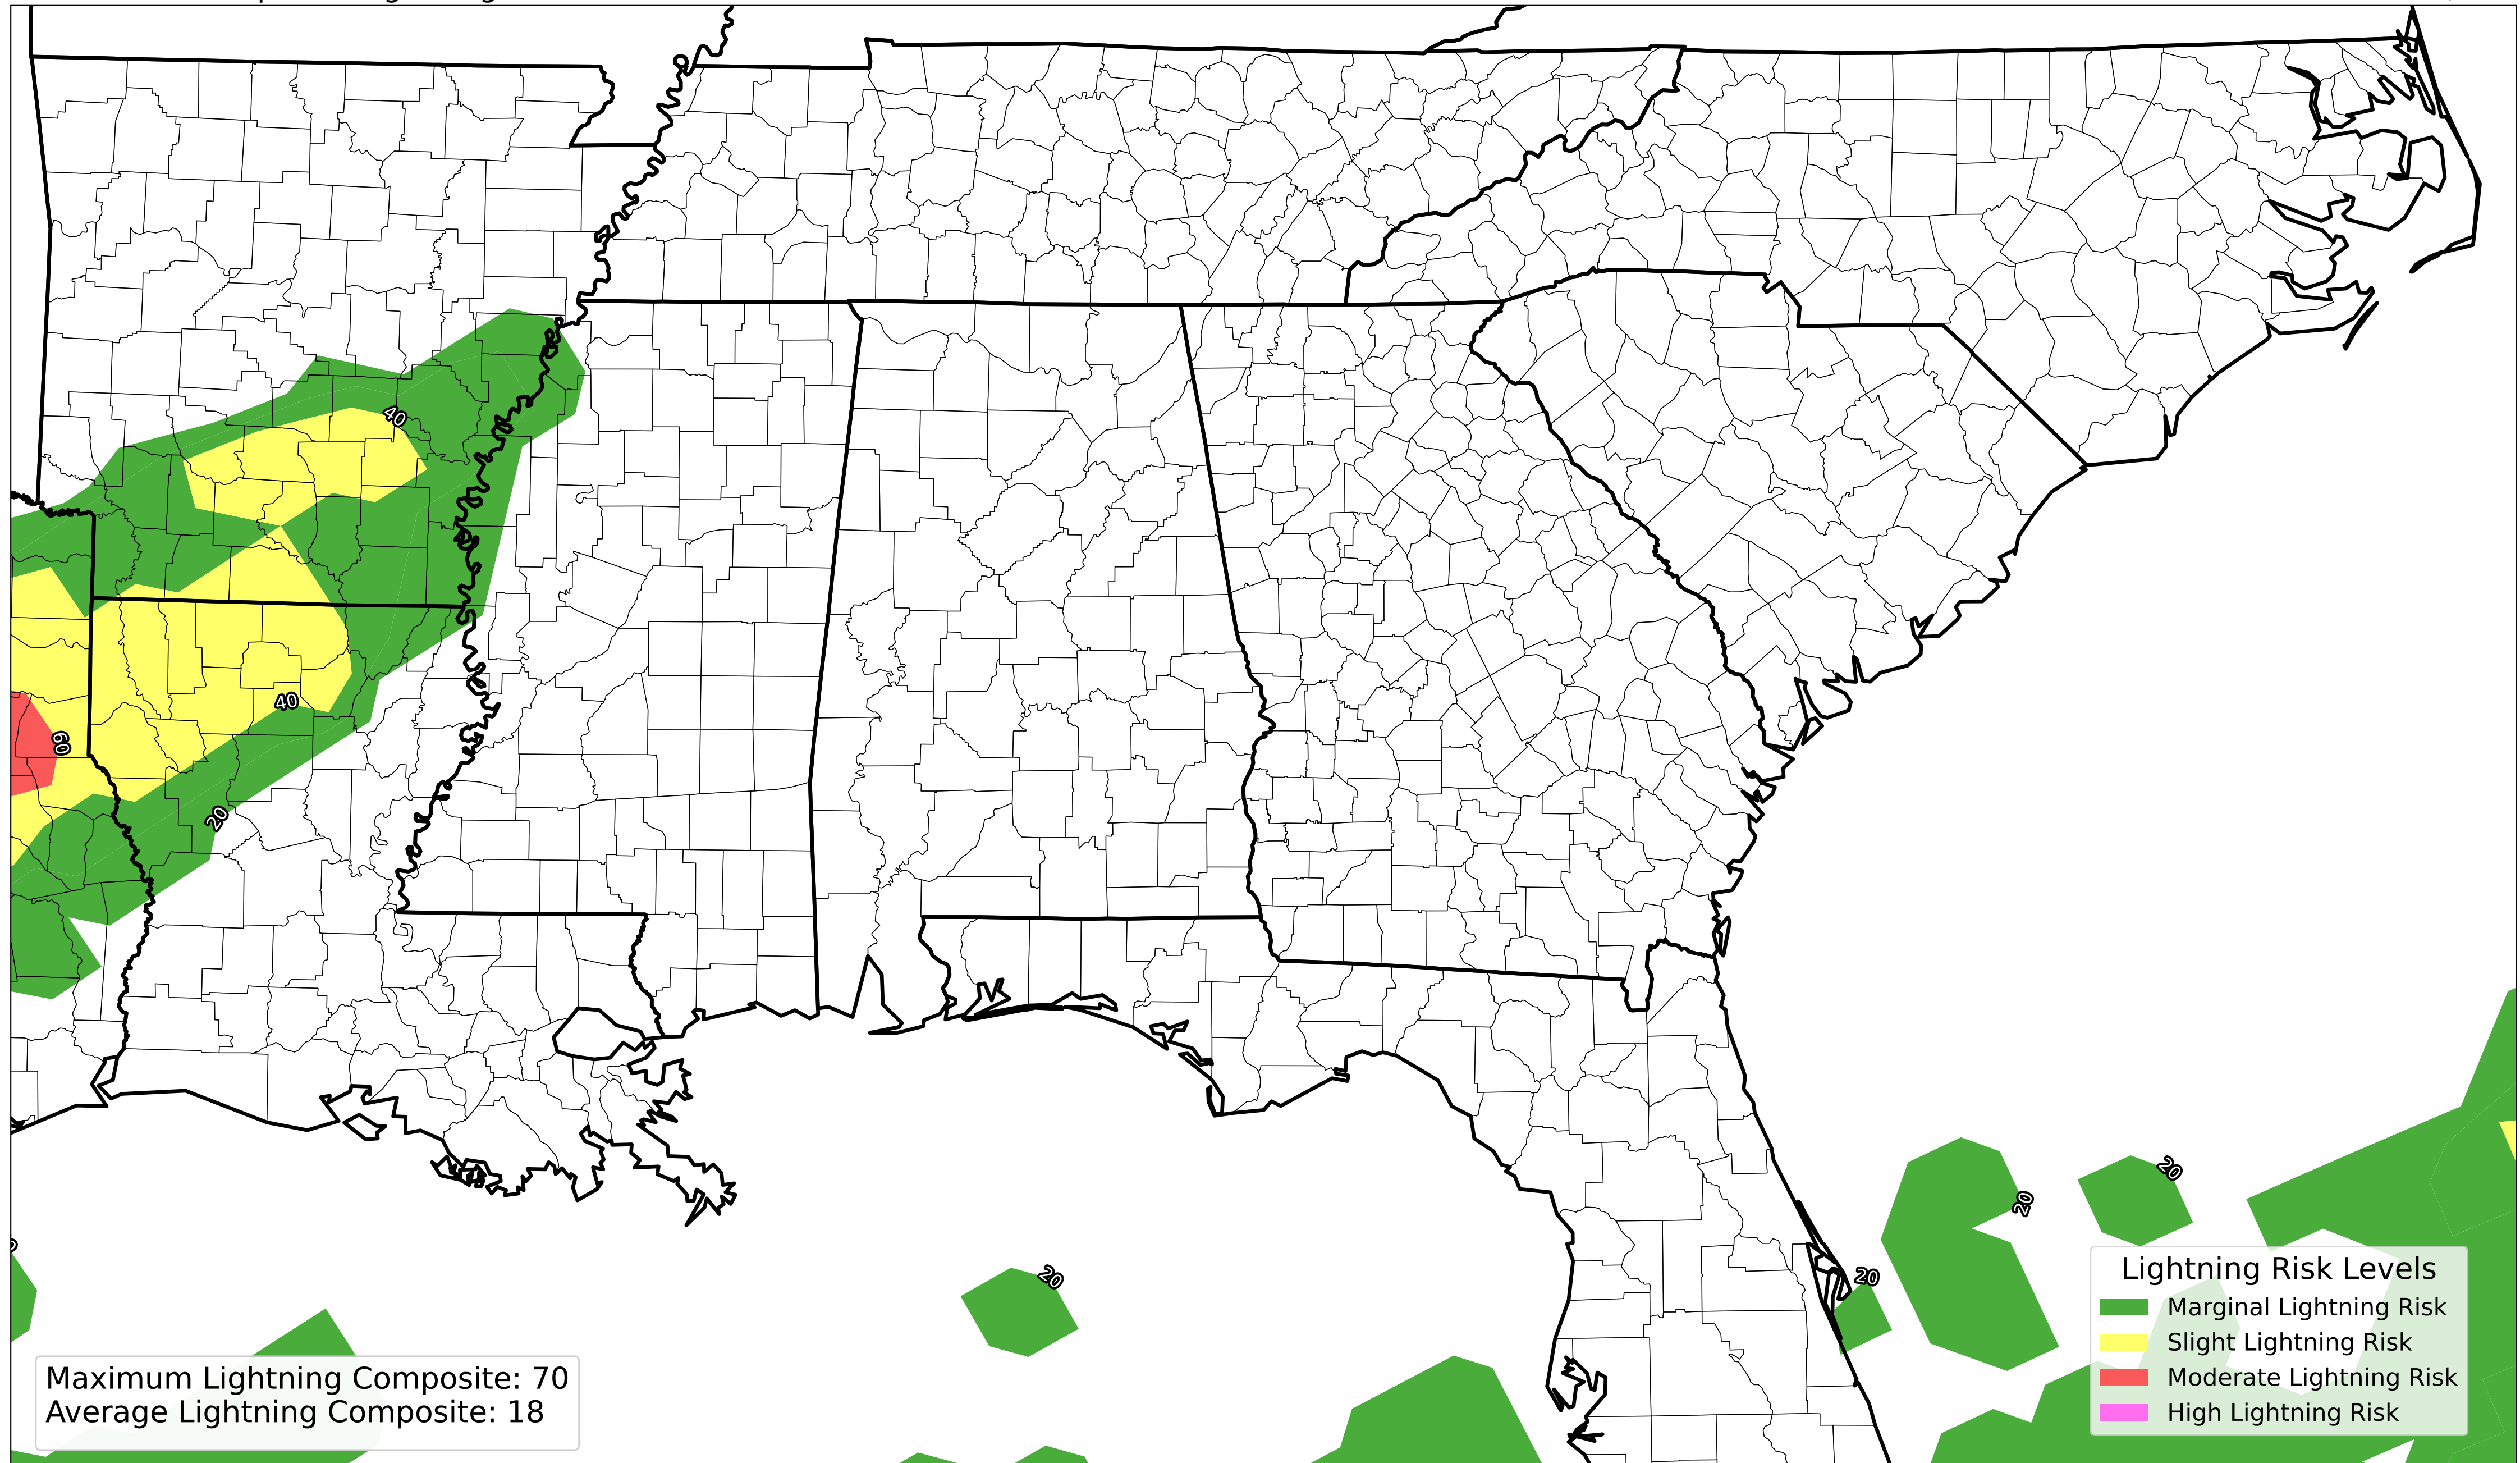 40
40
60
20
20
20
20
20
Lightning Risk Levels
Marginal Lightning Risk
Slight Lightning Risk
Moderate Lightning Risk
High Lightning Risk
Maximum Lightning Composite: 70
Average Lightning Composite: 18